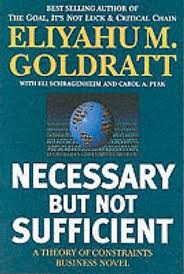 BEST SELLING AUTHOR OF
THE GOAL, IT'S NOT LUCK & CRITICAL CHAIN
ELIYAHU M.
GOLDRATT
WITH ELI SCHRAGENHEIM AND CAROL A. PTAK
NECESSARY
BUT NOT
SUFFICIENT
A THEORY OF CONSTRAINTS
BUSINESS NOVEL